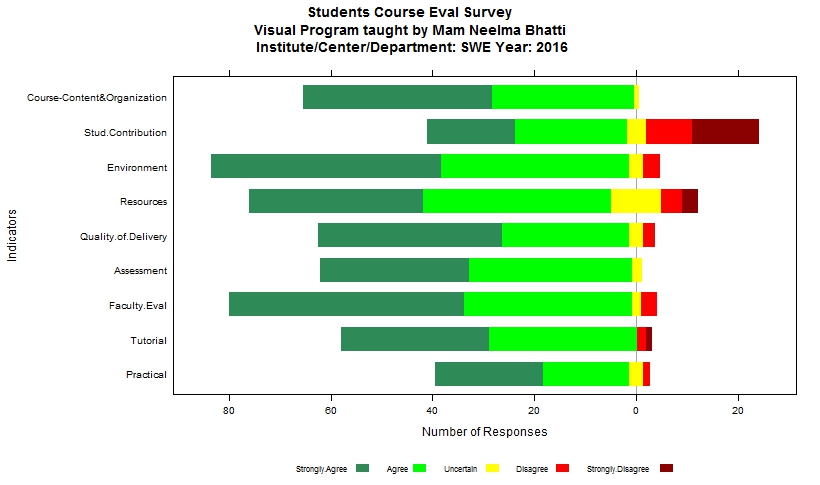 Students Course Eval Survey
Visual Program taught by Mam Neelma Bhatti
Institute/Center/Department: SWE Year: 2016
Indicators
Course-Content&Organization
Stud.Contribution
Environment
Resources
Quality.of.Delivery
Assessment
Faculty.Eval
Tutorial
Practical
80 60 40 20 0 20
Number of Responses
Strongly.Agree Agree Uncertain Disagree Strongly.Disagree